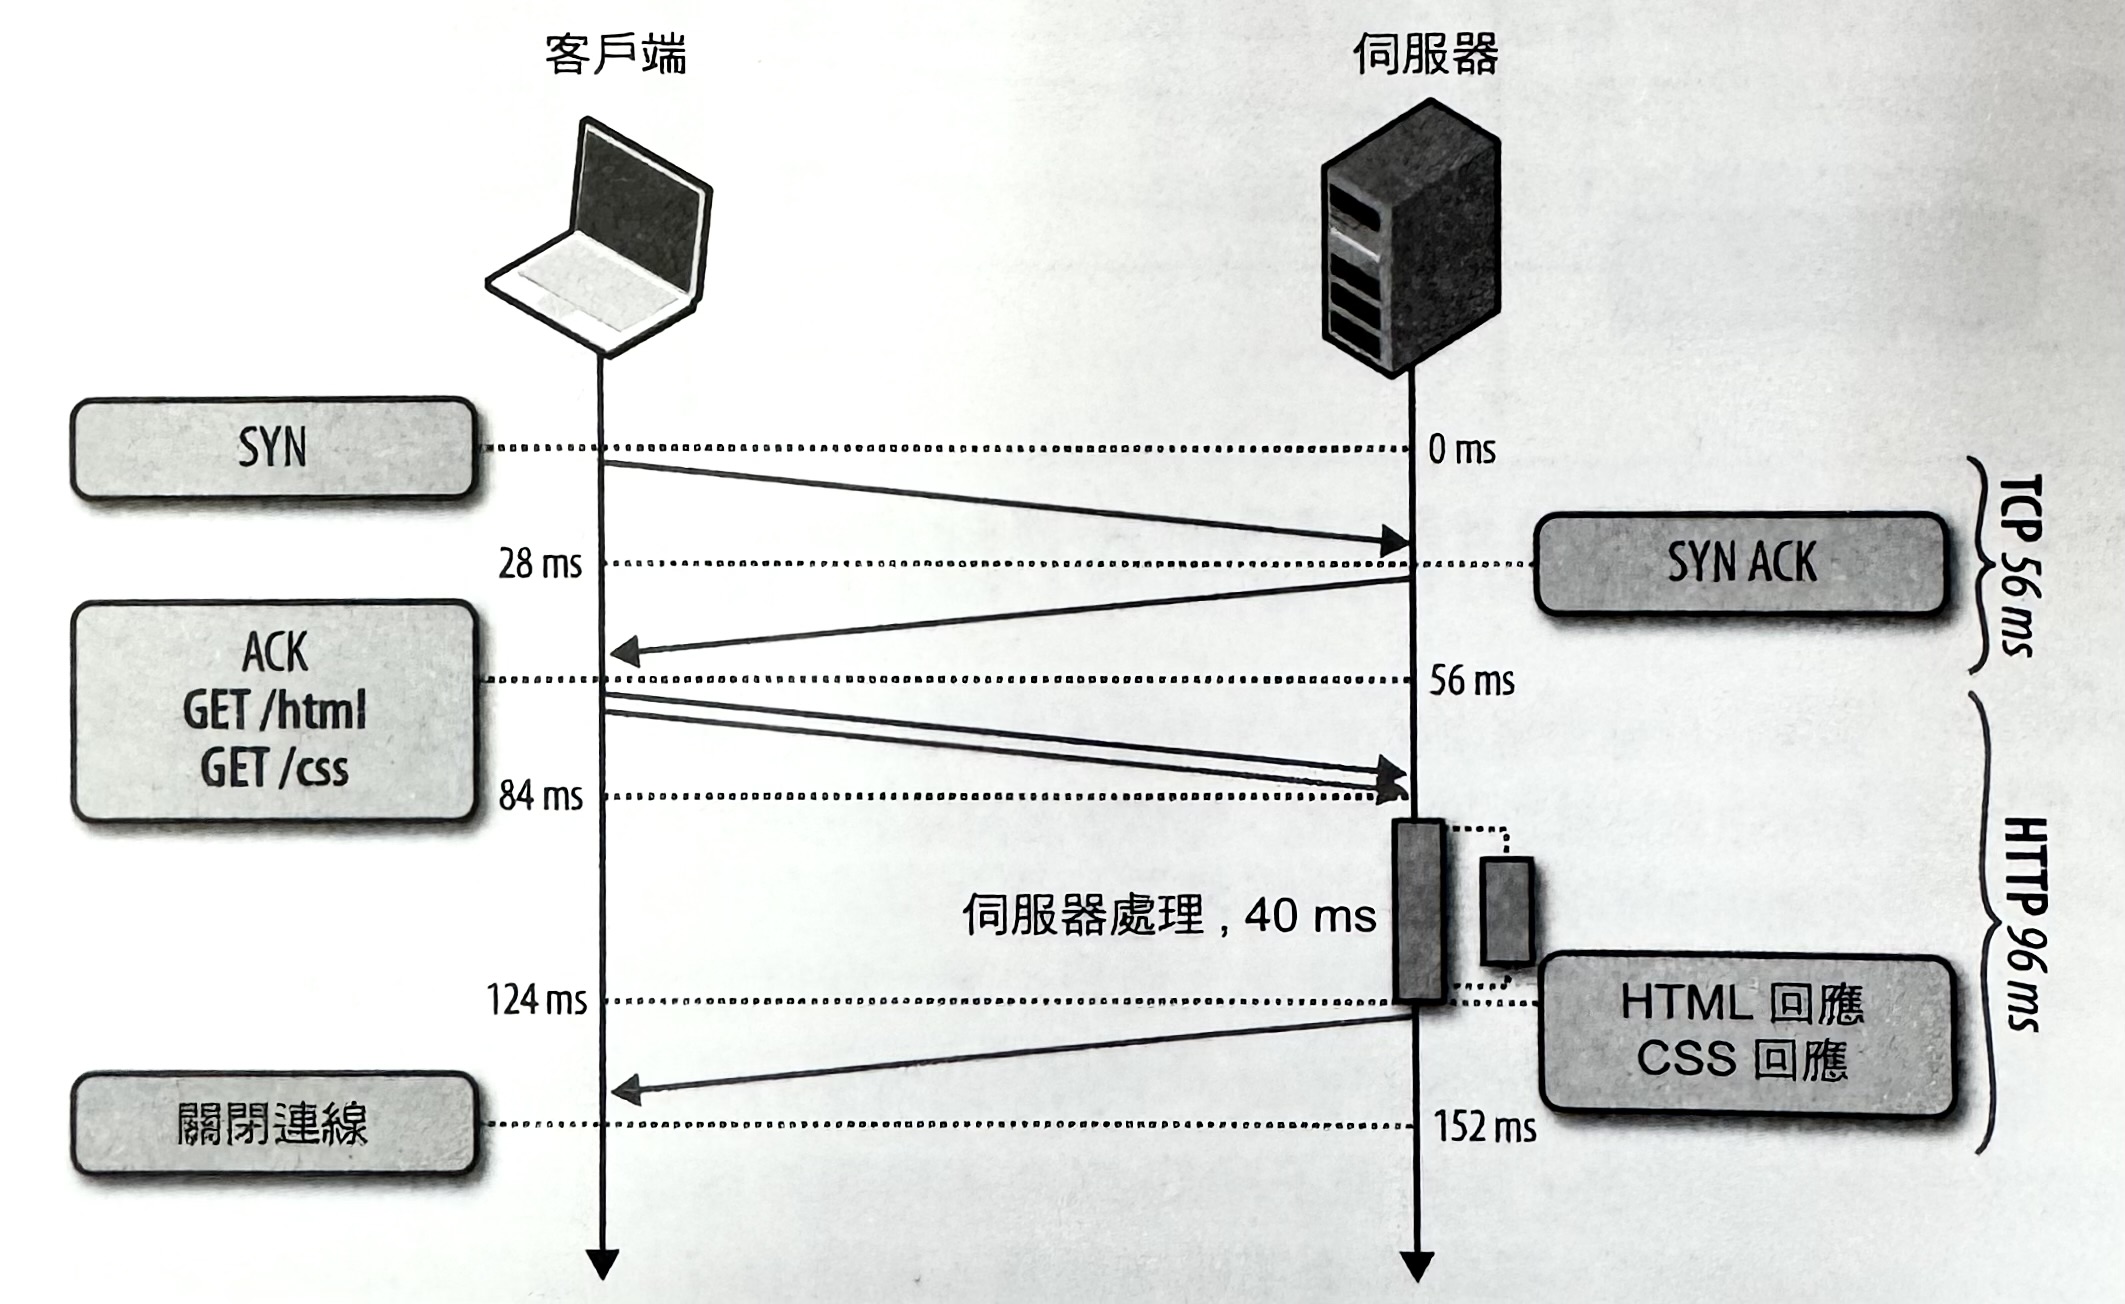 客戶端
伺服器
SYN
0 ms
28 ms
SYN ACK
TCP 56 ms
ACK
GET /html
GET /css
56 ms
84 ms
伺服器處理 , 40 ms
HTTP 96 ms
124 ms
HTML 回應
CSS 回應
關閉連線
152 ms